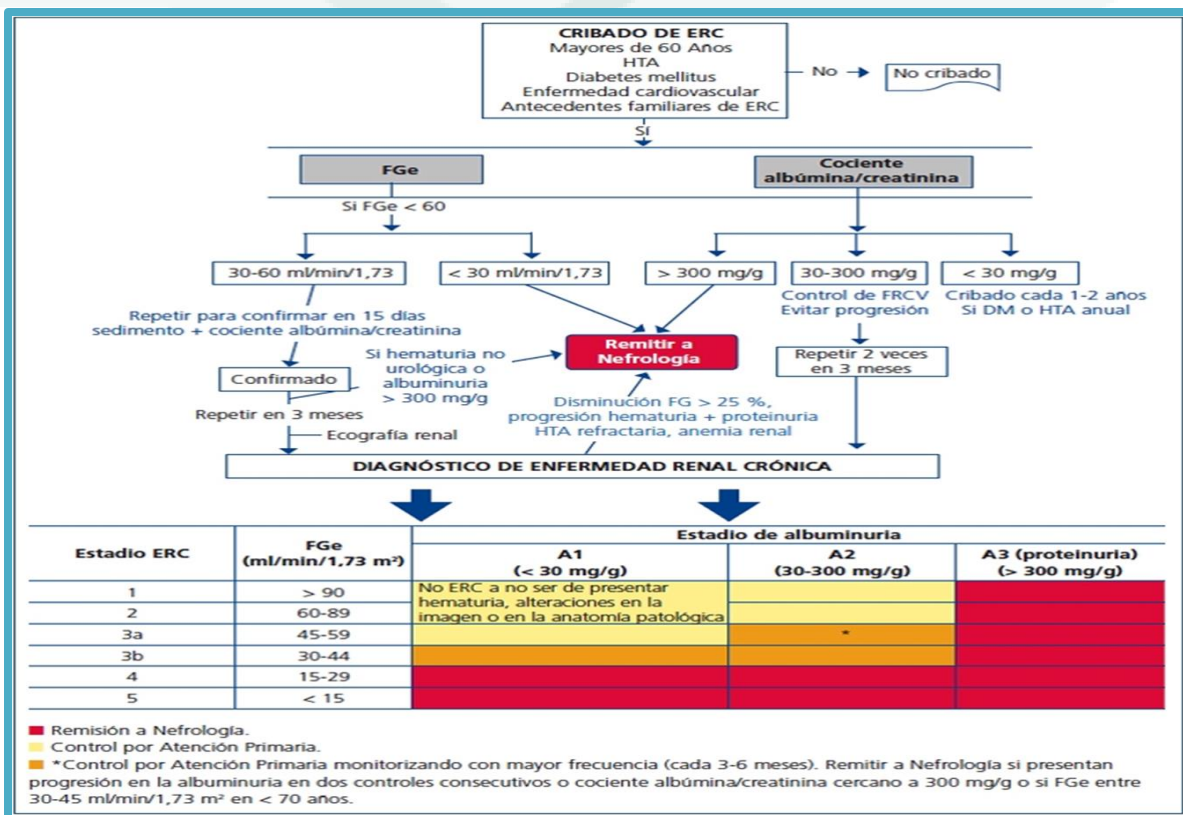 CRIBADO DE ERC
Mayores de 60 Años
HTA
Diabetes mellitus
Enfermedad cardiovascular
Antecedentes familiares de ERC
No
No cribado
Sí
FGe
Cociente
albúmina/creatinina
Si FGe < 60
30-60 ml/min/1,73
< 30 ml/min/1,73
> 300 mg/g
30-300 mg/g
< 30 mg/g
Repetir para confirmar en 15 días
sedimento + cociente albúmina/creatinina
Control de FRCV
Evitar progresión
Cribado cada 1-2 años
Si DM o HTA anual
Remitir a
Nefrología
Repetir 2 veces
en 3 meses
Si hematuria no
urológica o
albuminuria
> 300 mg/g
Confirmado
Repetir en 3 meses
Ecografía renal
Disminución FG > 25 %,
progresión hematuria + proteinuria
HTA refractaria, anemia renal
DIAGNÓSTICO DE ENFERMEDAD RENAL CRÓNICA
Estadio ERC
FGe
(ml/min/1,73 m²)
Estadio de albuminuria
A1
(< 30 mg/g)
A2
(30-300 mg/g)
A3 (proteinuria)
(> 300 mg/g)
1 > 90
2 60-89
No ERC a no ser de presentar
hematuria, alteraciones en la
imagen o en la anatomía patológica
3a 45-59 *
3b 30-44
4 15-29
5 < 15
Remisión a Nefrología.
Control por Atención Primaria.
*Control por Atención Primaria monitorizando con mayor frecuencia (cada 3-6 meses). Remitir a Nefrología si presentan
progresión en la albuminuria en dos controles consecutivos o cociente albúmina/creatinina cercano a 300 mg/g o si FGe entre
30-45 ml/min/1,73 m² en < 70 años.